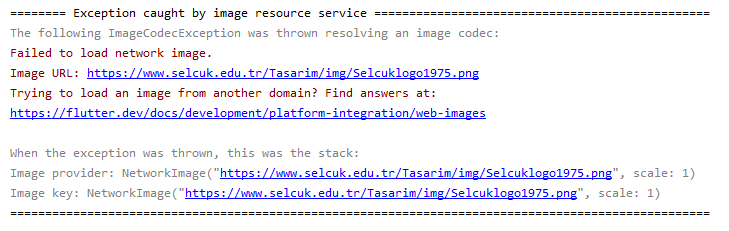 ======== Exception caught by image resource service ================================================
The following ImageCodecException was thrown resolving an image codec:
Failed to load network image.
Image URL: https://www.selcuk.edu.tr/Tasarim/img/Selcuklogo1975.png
Trying to load an image from another domain? Find answers at:
https://flutter.dev/docs/development/platform-integration/web-images
When the exception was thrown, this was the stack:
Image provider: NetworkImage("https://www.selcuk.edu.tr/Tasarim/img/Selcuklogo1975.png", scale: 1)
Image key: NetworkImage("https://www.selcuk.edu.tr/Tasarim/img/Selcuklogo1975.png", scale: 1)
====================================================================================================